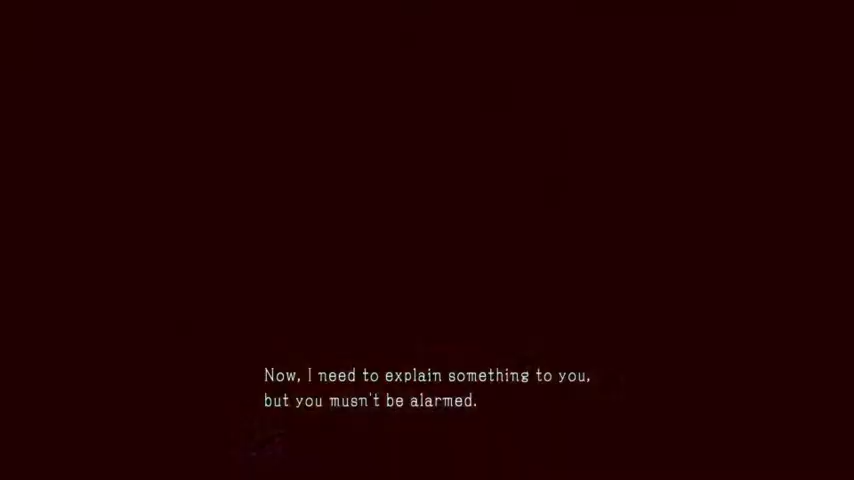 Now, I need to explain something to you,
but you musn't be alarmed.